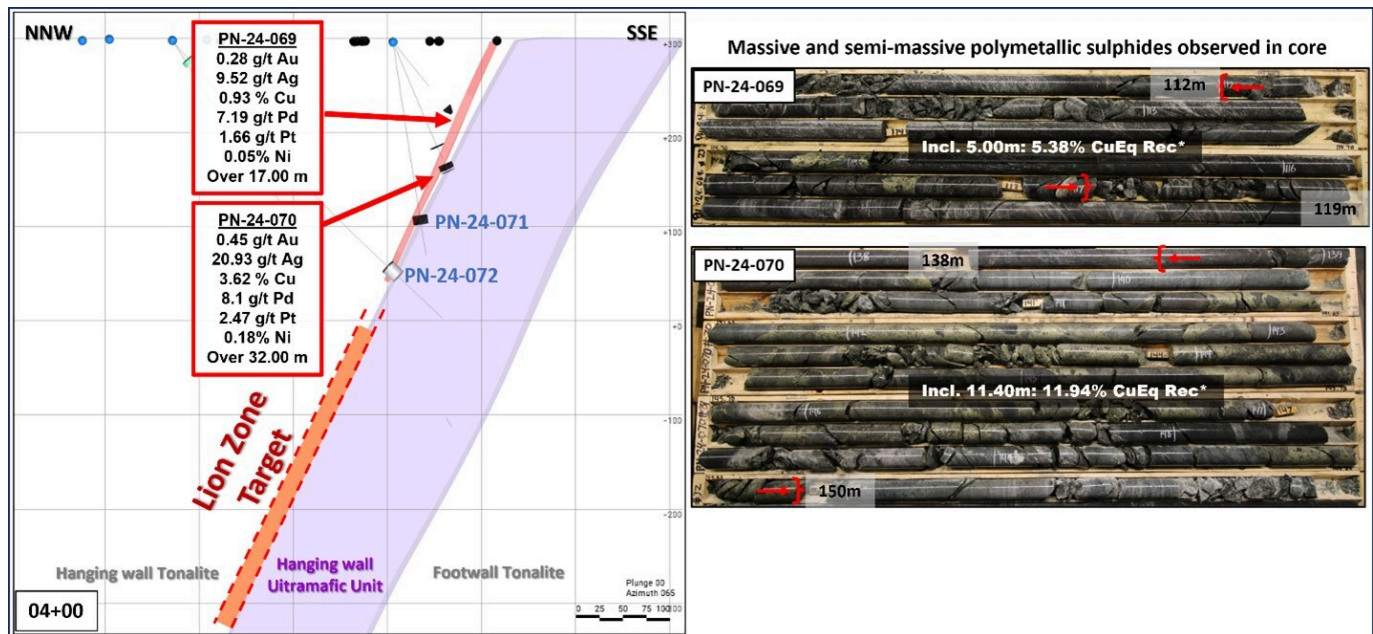 NNW
SSE
PN-24-069
0.28 g/t Au
9.52 g/t Ag
0.93 % Cu
7.19 g/t Pd
1.66 g/t Pt
0.05% Ni
Over 17.00 m
PN-24-070
0.45 g/t Au
20.93 g/t Ag
3.62 % Cu
8.1 g/t Pd
2.47 g/t Pt
0.18% Ni
Over 32.00 m
PN-24-071
PN-24-072
+300
+200
+100
+0
-100
-200
Lion Zone
Target
Hanging wall Tonalite
Hanging wall
Uitramafic Unit
Footwall Tonalite
Plunge 00
Azimuth 065
0 25 50 75 100
04+00
Massive and semi-massive polymetallic sulphides observed in core
PN-24-069
112m
Incl. 5.00m: 5.38% CuEq Rec*
116
119m
PN-24-070
138
138m
139
140
Incl. 11.40m: 11.94% CuEq Rec*
150m